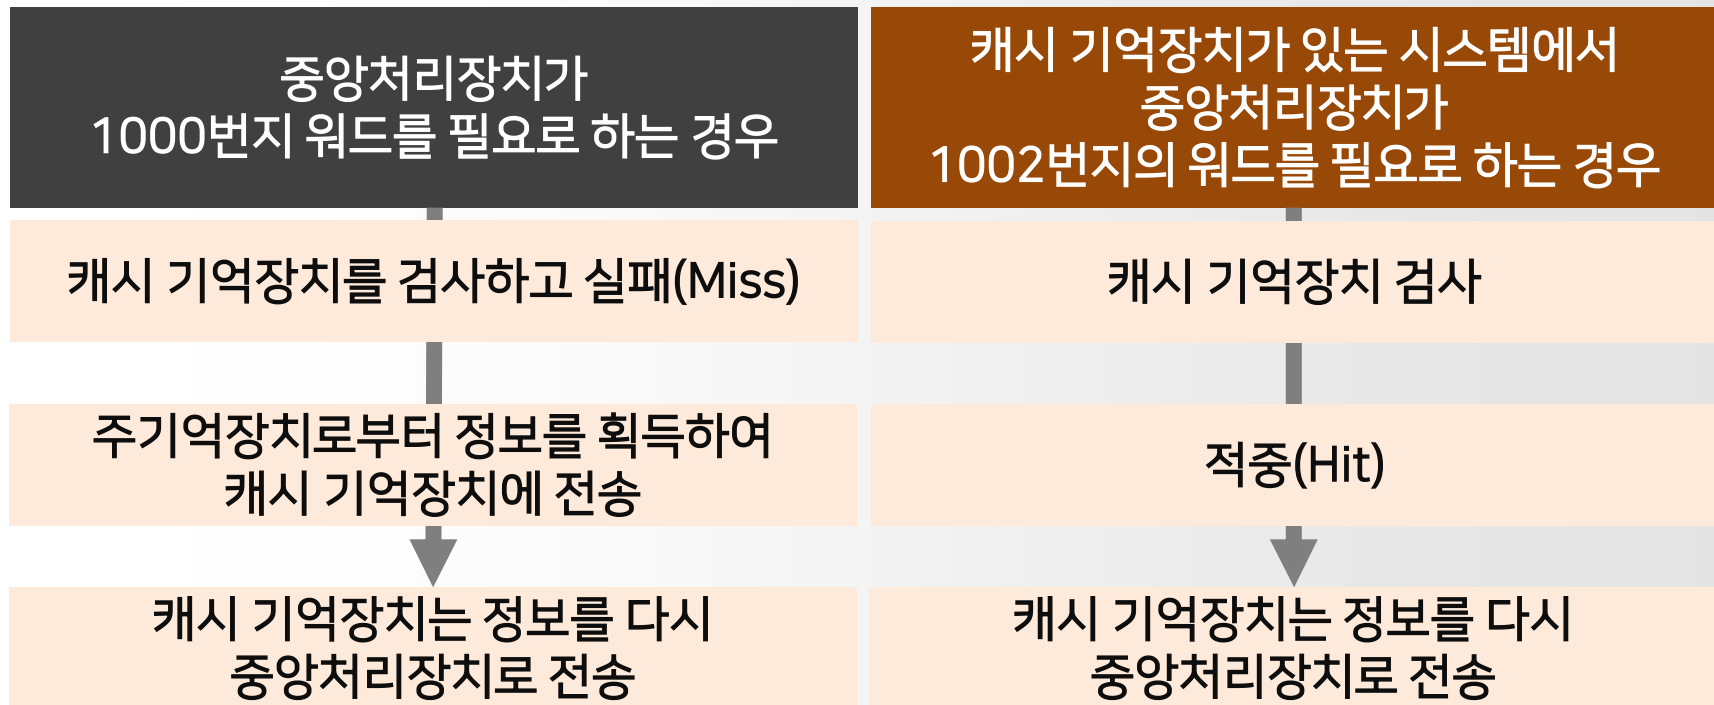 중앙처리장치가
1000번지 워드를 필요로 하는 경우
캐시 기억장치를 검사하고 실패(Miss)
주기억장치로부터 정보를 획득하여
캐시 기억장치에 전송
캐시 기억장치는 정보를 다시
중앙처리장치로 전송
캐시 기억장치가 있는 시스템에서
중앙처리장치가
1002번지의 워드를 필요로 하는 경우
캐시 기억장치 검사
적중(Hit)
캐시 기억장치는 정보를 다시
중앙처리장치로 전송